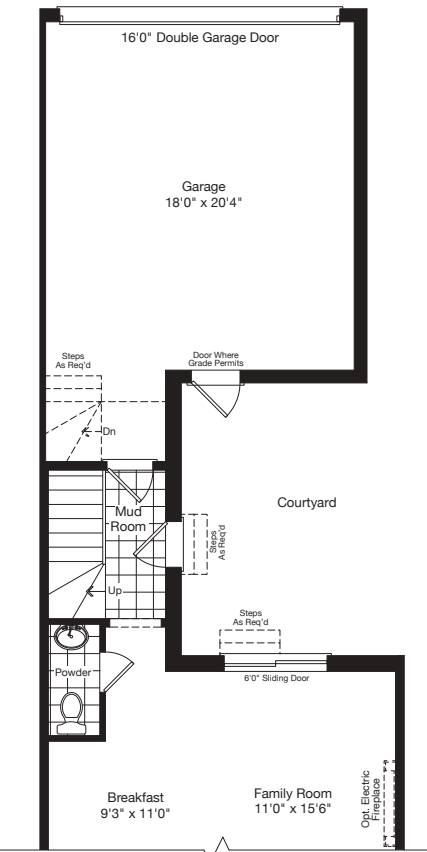 16'0" Double Garage Door
Garage
18'0" x 20'4"
Steps
As Req'd
Door Where
Grade Permits
Dn
Mud
Room
Steps
As Req'd
Courtyard
Up
Steps
As Req'd
Powder
6'0" Sliding Door
Breakfast
9'3" x 11'0"
Family Room
11'0" x 15'6"
Opt. Electric
Fireplace